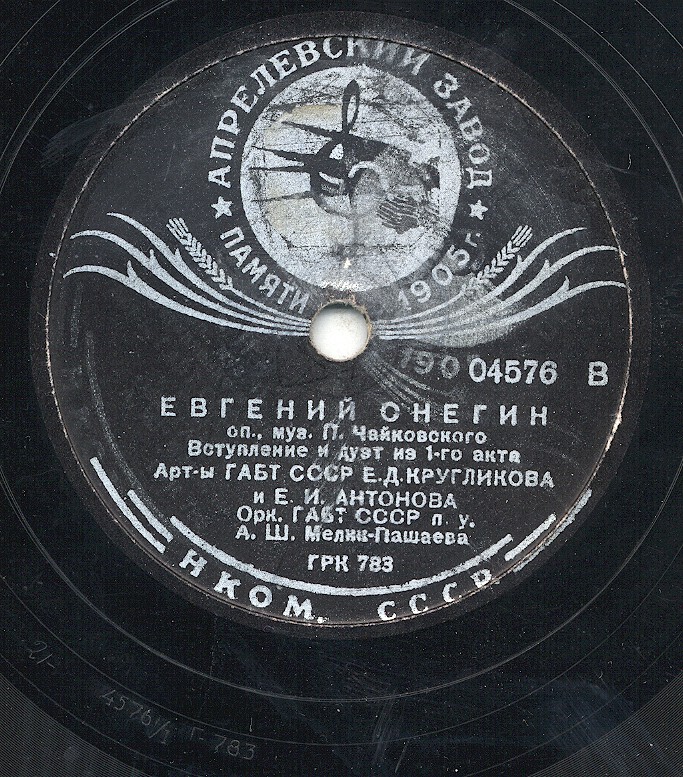 АПРЕЛЕВСКИЙ ЗАВОД
ПАМЯТИ 1905 г.
04576 В
ЕВГЕНИЙ ОНЕГИН
оп., муз. П. Чайковского
Вступление и дуэт из 1-го акта
Арт-ы ГАБТ СССР Е.Д.КРУГЛИКОВА
и Е. И. АНТОНОВА
Орк. ГАБТ СССР п. у.
А. Ш. Мелик-Пашаева
ГРК 783
НКОМ. СССР
21-
4576/1 Г-783